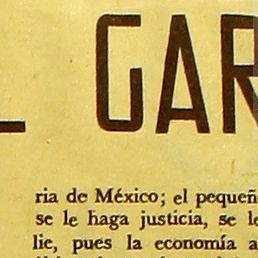 L GAR
ria de México; el pequeñ
se le haga justicia, se le
lie, pues la economía a